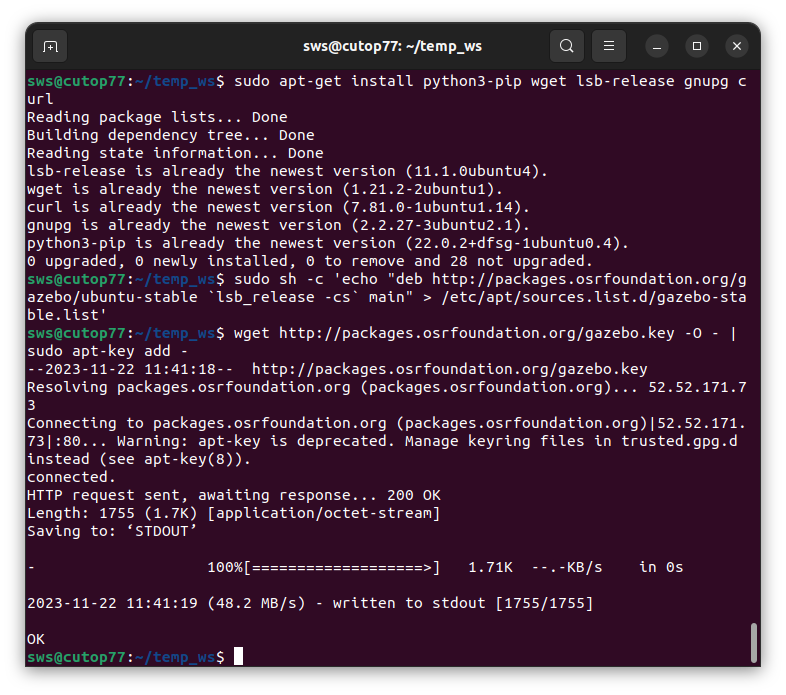 sws@cutop77: ~/temp_ws
sws@cutop77:~/temp_ws$ sudo apt-get install python3-pip wget lsb-release gnupg c
url
Reading package lists... Done
Building dependency tree... Done
Reading state information... Done
lsb-release is already the newest version (11.1.0ubuntu4).
wget is already the newest version (1.21.2-2ubuntu1).
curl is already the newest version (7.81.0-1ubuntu1.14).
gnupg is already the newest version (2.2.27-3ubuntu2.1).
python3-pip is already the newest version (22.0.2+dfsg-1ubuntu0.4).
0 upgraded, 0 newly installed, 0 to remove and 28 not upgraded.
sws@cutop77:~/temp_ws$ sudo sh -c 'echo "deb http://packages.osrfoundation.org/g
azebo/ubuntu-stable `lsb_release -cs` main" > /etc/apt/sources.list.d/gazebo-sta
ble.list'
sws@cutop77:~/temp_ws$ wget http://packages.osrfoundation.org/gazebo.key -O - |
sudo apt-key add -
--2023-11-22 11:41:18--  http://packages.osrfoundation.org/gazebo.key
Resolving packages.osrfoundation.org (packages.osrfoundation.org)... 52.52.171.7
3
Connecting to packages.osrfoundation.org (packages.osrfoundation.org)|52.52.171.
73|:80... Warning: apt-key is deprecated. Manage keyring files in trusted.gpg.d
instead (see apt-key(8)).
connected.
HTTP request sent, awaiting response... 200 OK
Length: 1755 (1.7K) [application/octet-stream]
Saving to: ‘STDOUT’
-                   100%[===================>]   1.71K  --.-KB/s    in 0s
2023-11-22 11:41:19 (48.2 MB/s) - written to stdout [1755/1755]
OK
sws@cutop77:~/temp_ws$